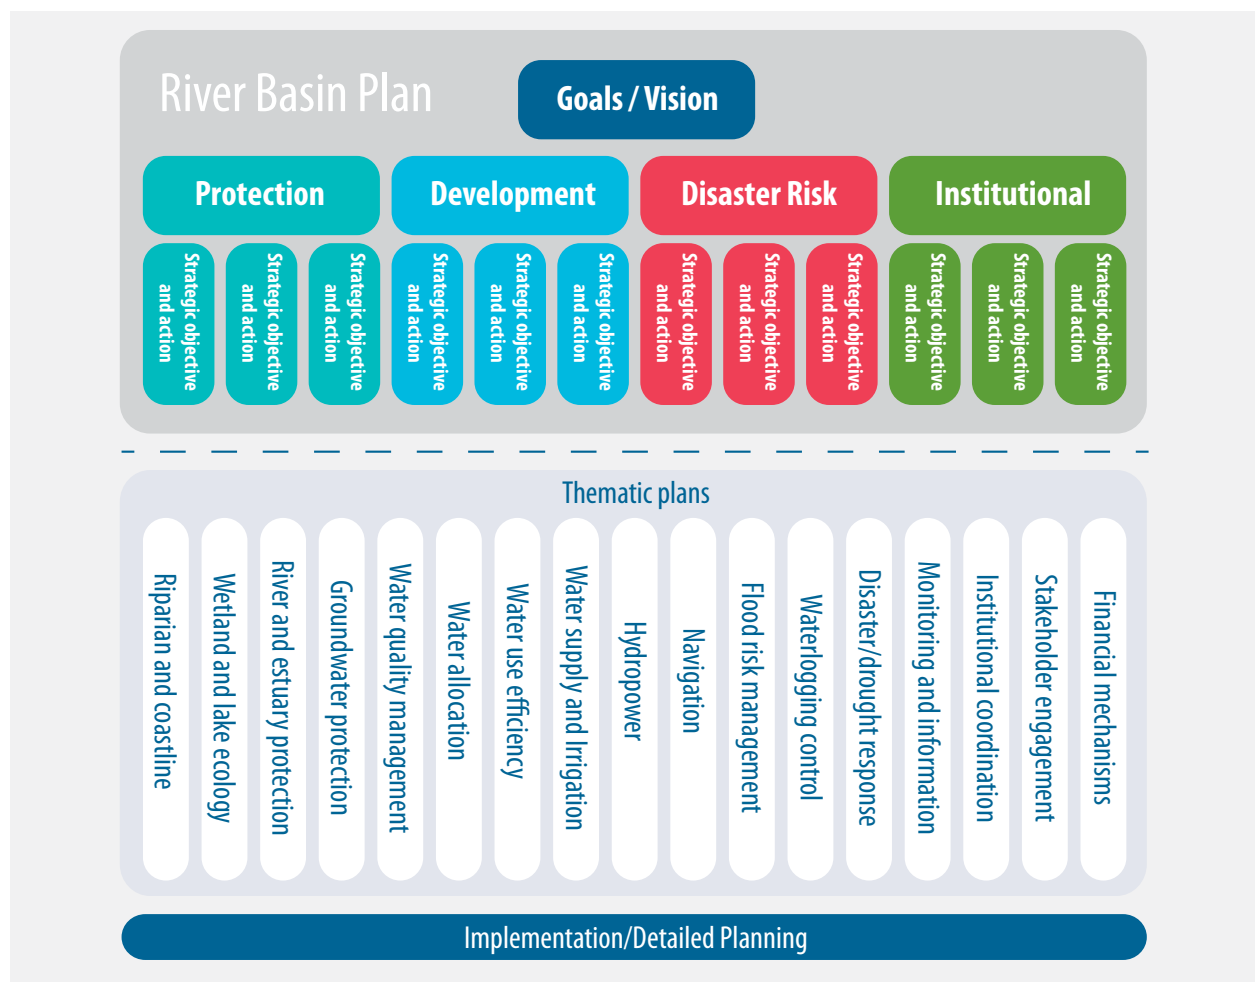 River Basin Plan
Goals / Vision
Protection
Development
Disaster Risk
Institutional
Strategic objective
and action
Strategic objective
and action
Strategic objective
and action
Strategic objective
and action
Strategic objective
and action
Strategic objective
and action
Strategic objective
and action
Strategic objective
and action
Strategic objective
and action
Strategic objective
and action
Strategic objective
and action
Strategic objective
and action
Thematic plans
Riparian and coastline
Wetland and lake ecology
River and estuary protection
Groundwater protection
Water quality management
Water allocation
Water use efficiency
Water supply and Irrigation
Hydropower
Navigation
Flood risk management
Waterlogging control
Disaster/drought response
Monitoring and information
Institutional coordination
Stakeholder engagement
Financial mechanisms
Implementation/Detailed Planning